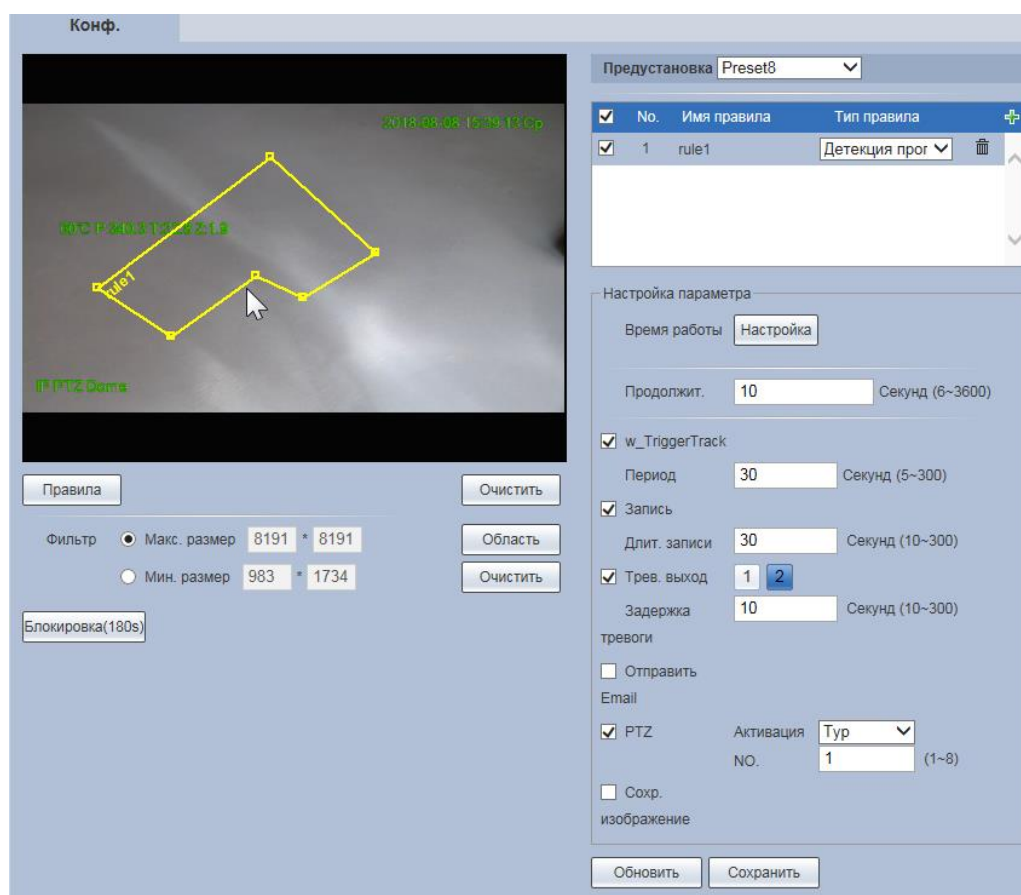 Конф.
2018-08-08 15:39:13 Ср
rule1
IP PTZ Dome
Правила
Очистить
Фильтр
Макс. размер 8191 * 8191
Область
Мин. размер 983 * 1734
Очистить
Блокировка(180s)
Предустановка Preset8
No. Имя правила Тип правила
1 rule1 Детекция прог
Настройка параметра
Время работы Настройка
Продолжит. 10 Секунд (6~3600)
w_TriggerTrack
Период 30 Секунд (5~300)
Запись
Длит. записи 30 Секунд (10~300)
Трев. выход 1 2
Задержка 10 Секунд (10~300)
тревоги
Отправить
Email
PTZ Активация Тур
NO. 1 (1~8)
Сохр.
изображение
Обновить Сохранить